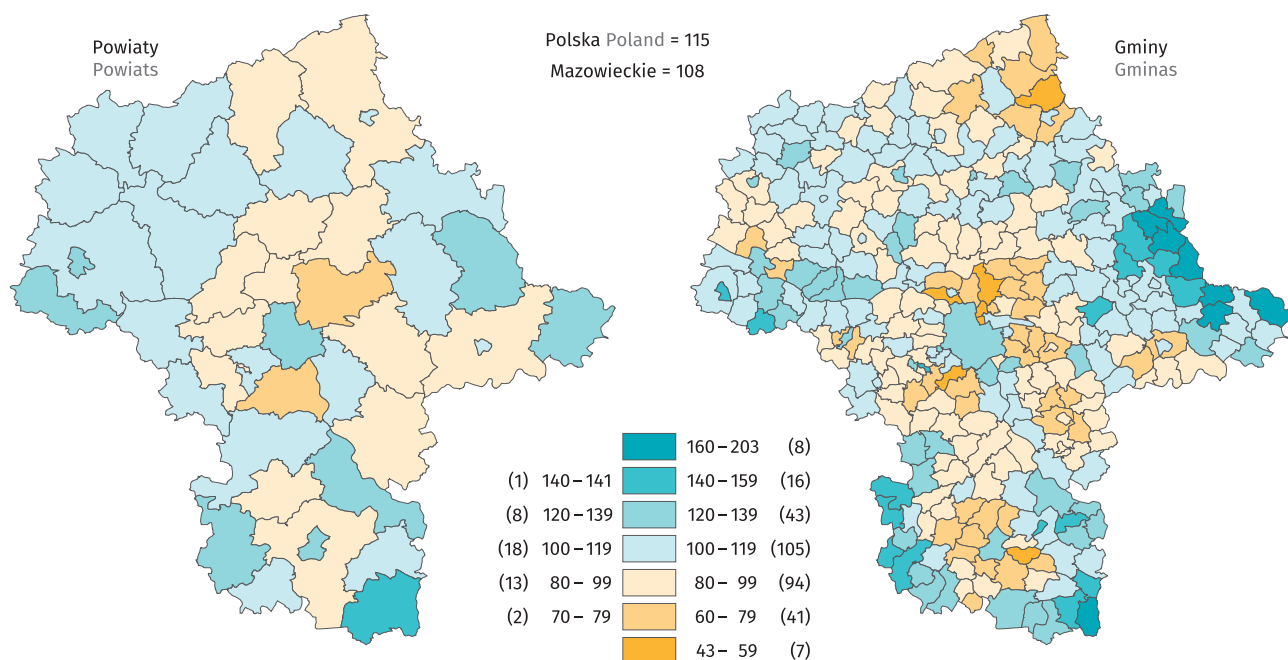 Powiaty
Powiats
Polska Poland = 115
Mazowieckie = 108
Gminy
Gminas
160 – 203 (8)
(1) 140 – 141 140 – 159 (16)
(8) 120 – 139 120 – 139 (43)
(18) 100 – 119 100 – 119 (105)
(13) 80 – 99 80 – 99 (94)
(2) 70 – 79 60 – 79 (41)
43 – 59 (7)